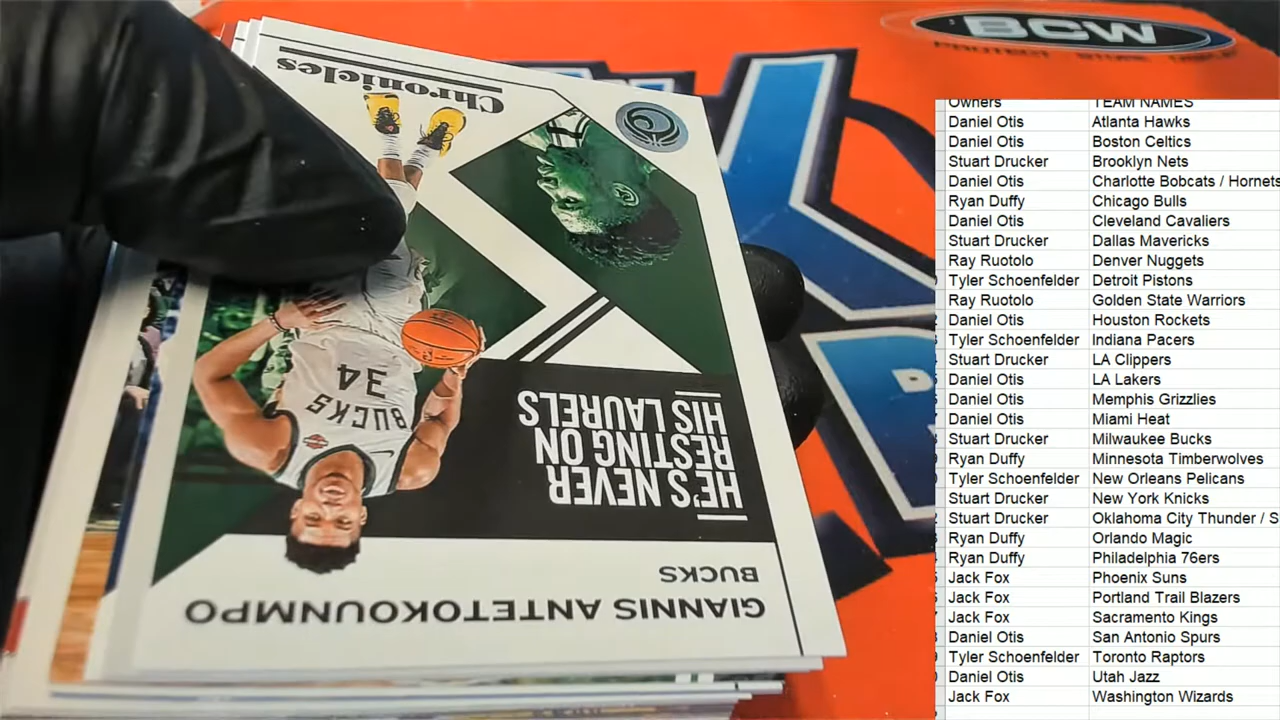 BCW
PROTECT STORE
Chronicles
34
BUCKS
HE'S NEVER
RESTING ON
HIS LAURELS
BUCKS
GIANNIS ANTETOKOUNMPO
Owners TEAM NAMES
Daniel Otis Atlanta Hawks
Daniel Otis Boston Celtics
Stuart Drucker Brooklyn Nets
Daniel Otis Charlotte Bobcats / Hornets
Ryan Duffy Chicago Bulls
Daniel Otis Cleveland Cavaliers
Stuart Drucker Dallas Mavericks
Ray Ruotolo Denver Nuggets
Tyler Schoenfelder Detroit Pistons
Ray Ruotolo Golden State Warriors
Daniel Otis Houston Rockets
Tyler Schoenfelder Indiana Pacers
Stuart Drucker LA Clippers
Daniel Otis LA Lakers
Daniel Otis Memphis Grizzlies
Daniel Otis Miami Heat
Stuart Drucker Milwaukee Bucks
Ryan Duffy Minnesota Timberwolves
Tyler Schoenfelder New Orleans Pelicans
Stuart Drucker New York Knicks
Stuart Drucker Oklahoma City Thunder / S
Ryan Duffy Orlando Magic
Ryan Duffy Philadelphia 76ers
Jack Fox Phoenix Suns
Jack Fox Portland Trail Blazers
Jack Fox Sacramento Kings
Daniel Otis San Antonio Spurs
Tyler Schoenfelder Toronto Raptors
Daniel Otis Utah Jazz
Jack Fox Washington Wizards